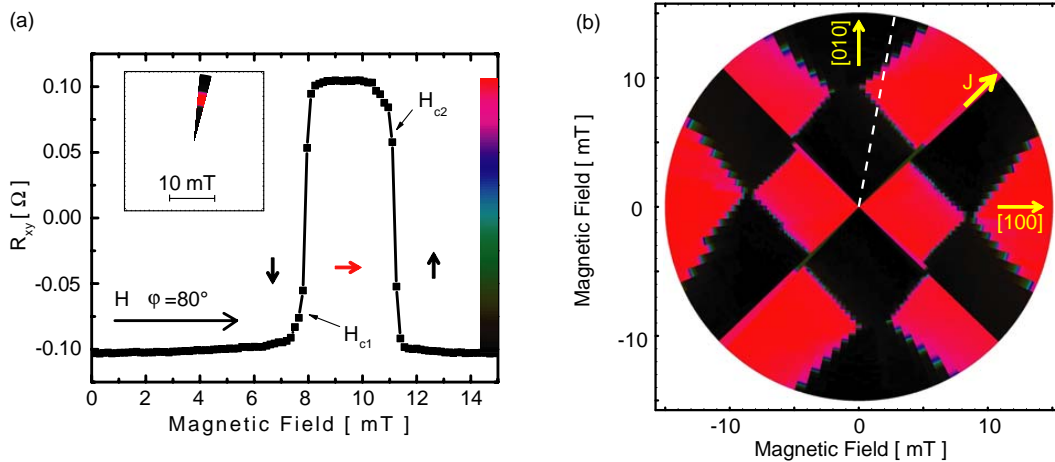 (a)
0.10
0.05
0.00
-0.05
-0.10
R_xy [ Ω ]
10 mT
H_c2
H φ =80°
H_c1
0 2 4 6 8 10 12 14
Magnetic Field [ mT ]
(b)
10
0
-10
Magnetic Field [ mT ]
[010]
J
[100]
-10 0 10
Magnetic Field [ mT ]